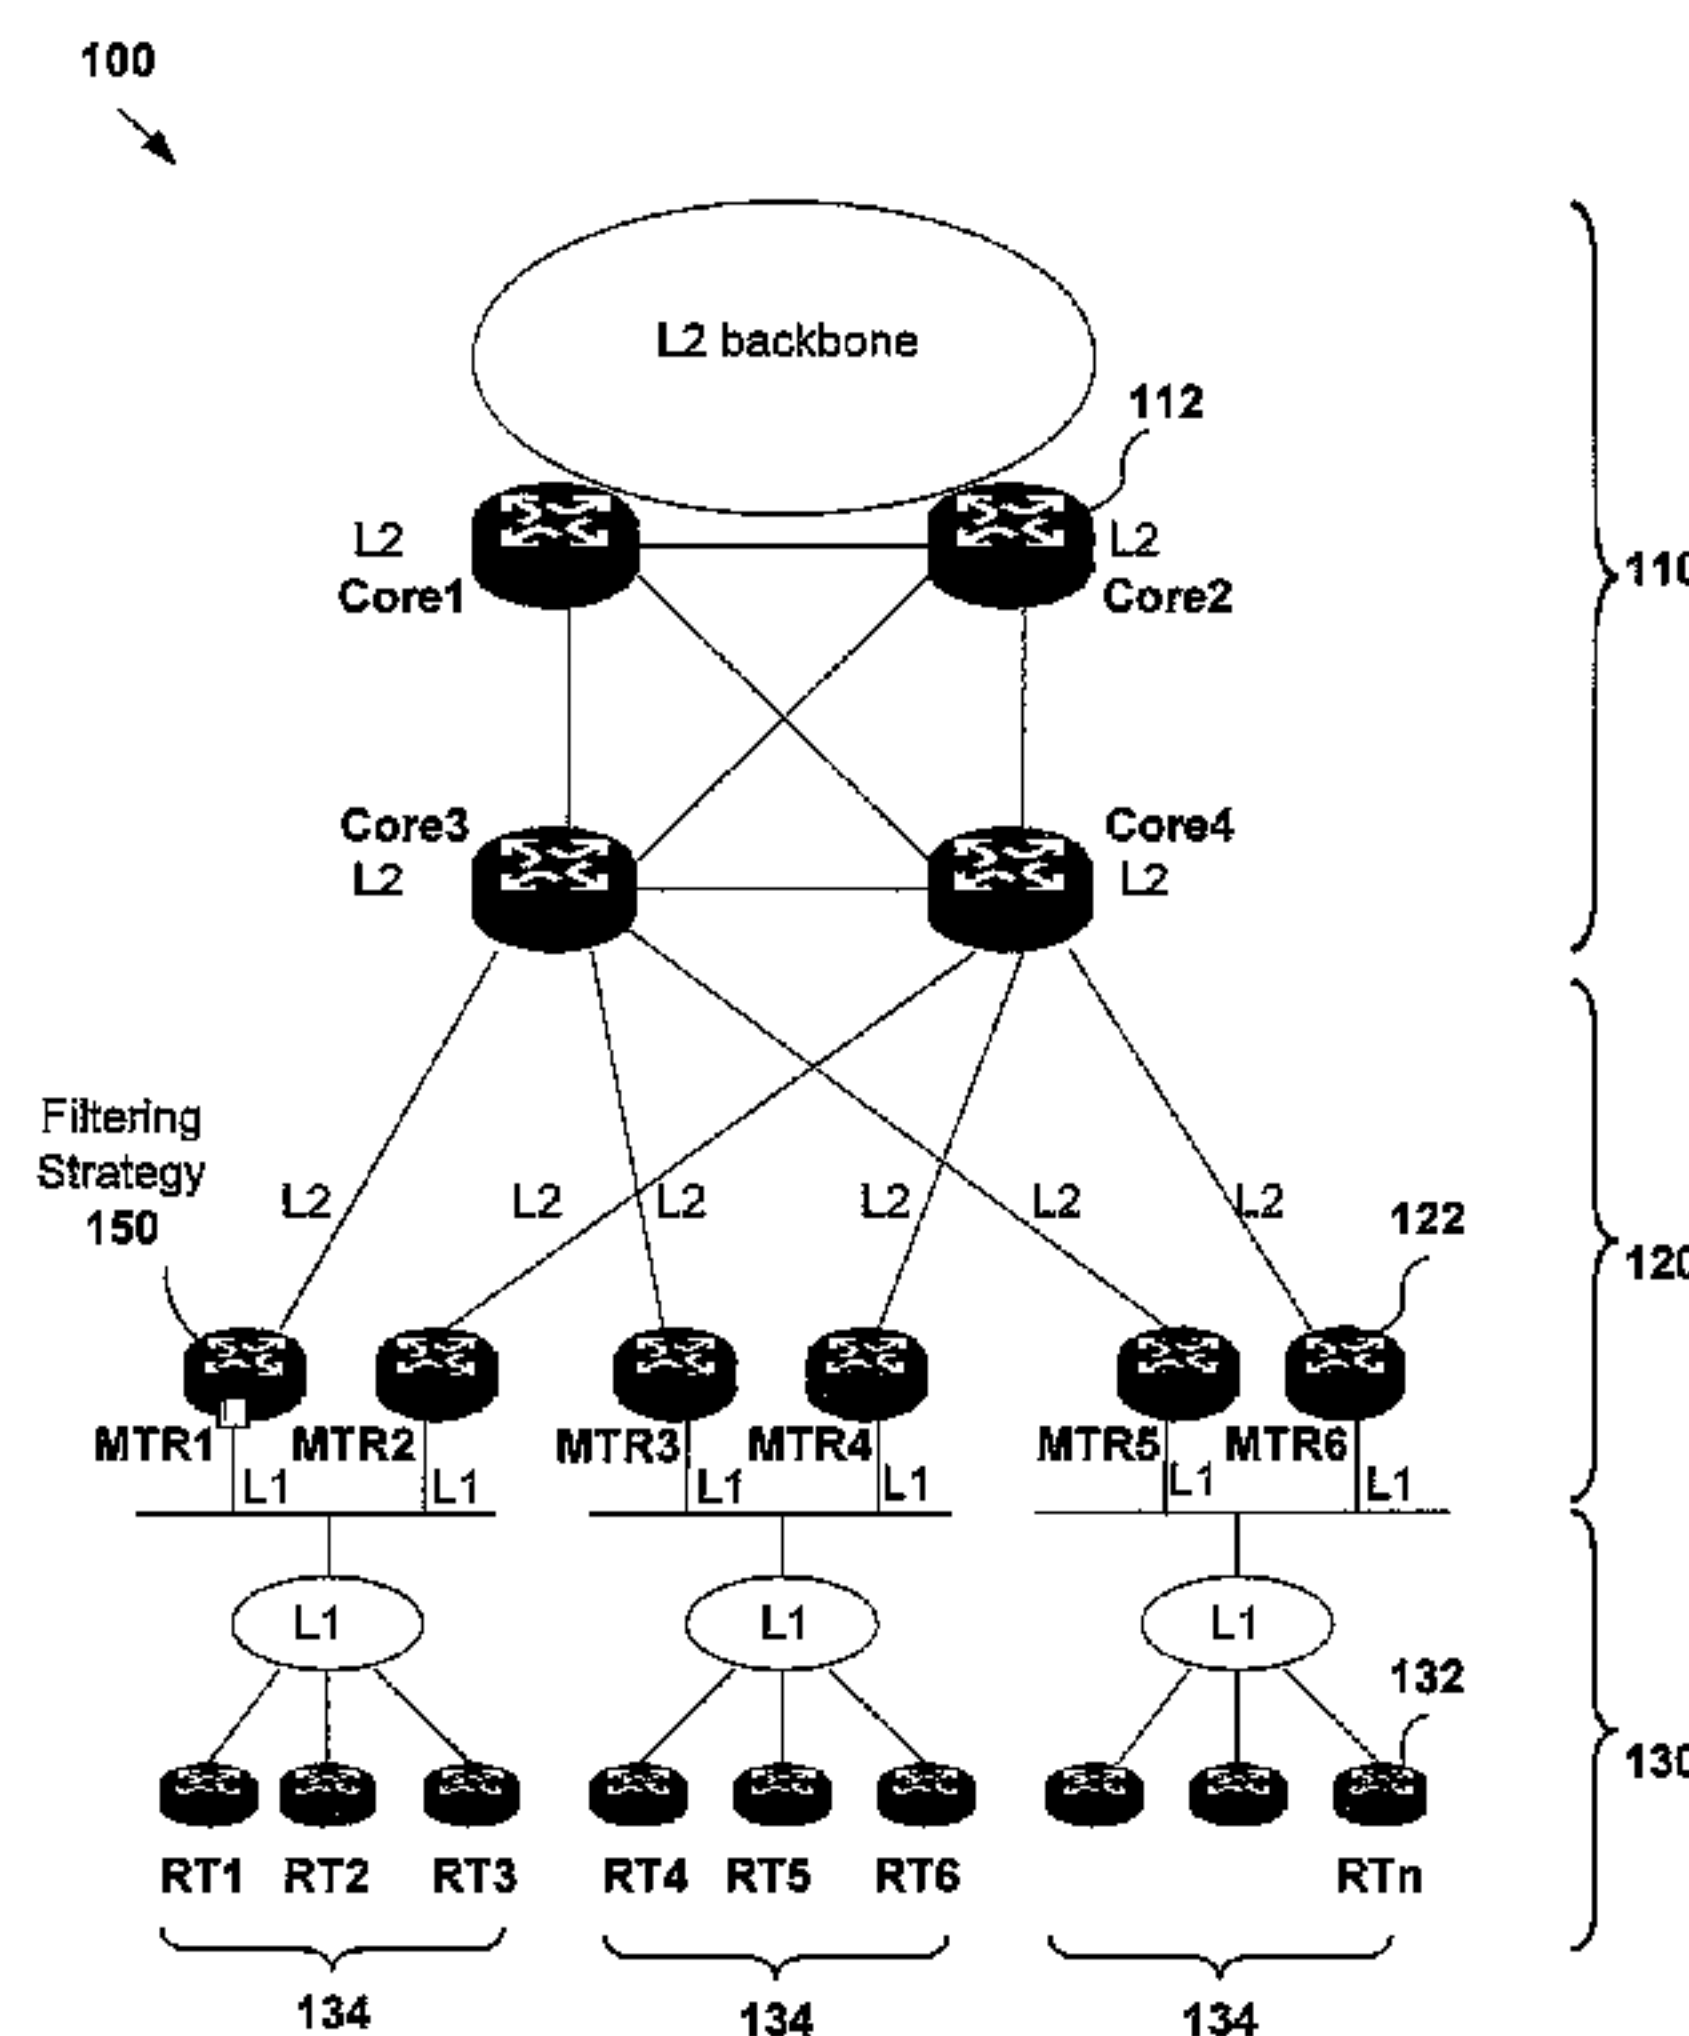 100
L2 backbone
112
L2
L2
Core1
Core2
110
Core3
Core4
L2
L2
Filtering
Strategy
150
L2
L2
L2
L2
L2
L2
122
120
MTR1
MTR2
MTR3
MTR4
MTR5
MTR6
L1
L1
L1
L1
L1
L1
L1
L1
L1
132
130
RT1
RT2
RT3
RT4
RT5
RT6
RTn
134
134
134